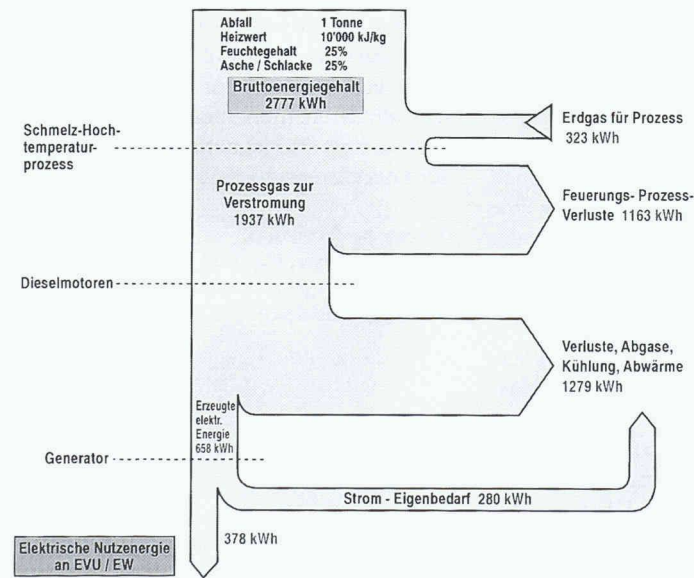 Abfall 1 Tonne
Heizwert 10'000 kJ/kg
Feuchtegehalt 25%
Asche / Schlacke 25%
Bruttoenergiegehalt
2777 kWh
Erdgas für Prozess
323 kWh
Schmelz-Hoch-
temperatur-
prozess
Prozessgas zur
Verstromung
1937 kWh
Feuerungs- Prozess-
Verluste 1163 kWh
Dieselmotoren
Verluste, Abgase,
Kühlung, Abwärme
1279 kWh
Erzeugte
elektr.
Energie
658 kWh
Generator
Strom - Eigenbedarf 280 kWh
378 kWh
Elektrische Nutzenergie
an EVU / EW